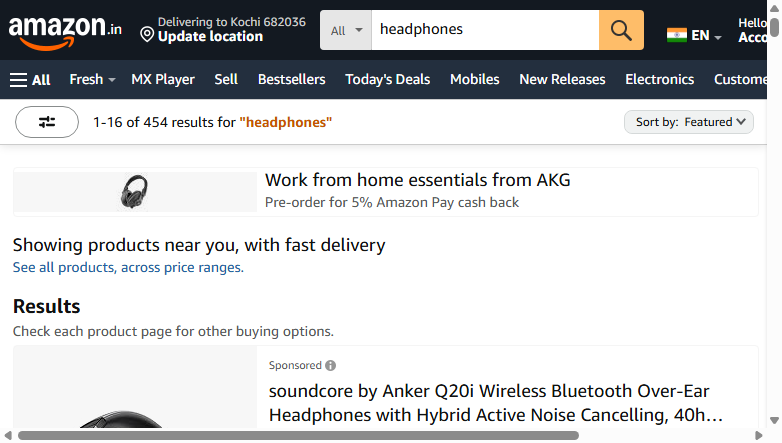 amazon.in
Delivering to Kochi 682036
Update location
All
headphones
EN
Hello
All
Fresh
MX Player
Sell
Bestsellers
Today's Deals
Mobiles
New Releases
Electronics
1-16 of 454 results for "headphones"
Sort by: Featured
Work from home essentials from AKG
Pre-order for 5% Amazon Pay cash back
Showing products near you, with fast delivery
See all products, across price ranges.
Results
Check each product page for other buying options.
Sponsored
soundcore by Anker Q20i Wireless Bluetooth Over-Ear
Headphones with Hybrid Active Noise Cancelling, 40h…